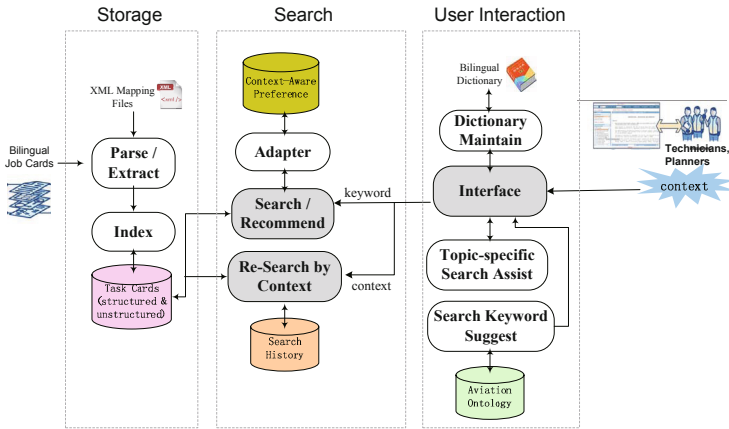 Storage
Search
User Interaction
XML Mapping
Files
XML
Bilingual
Job Cards
Parse /
Extract
Index
Task Cards
(structured &
unstructured)
Context-Aware
Preference
Adapter
Search /
Recommend
Re-Search by
Context
Search
History
keyword
context
Bilingual
Dictionary
Dictionary
Maintain
Interface
Topic-specific
Search Assist
Search Keyword
Suggest
Aviation
Ontology
Technicians,
Planners
context